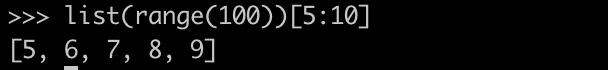 >>> list(range(100))[5:10]
[5, 6, 7, 8, 9]